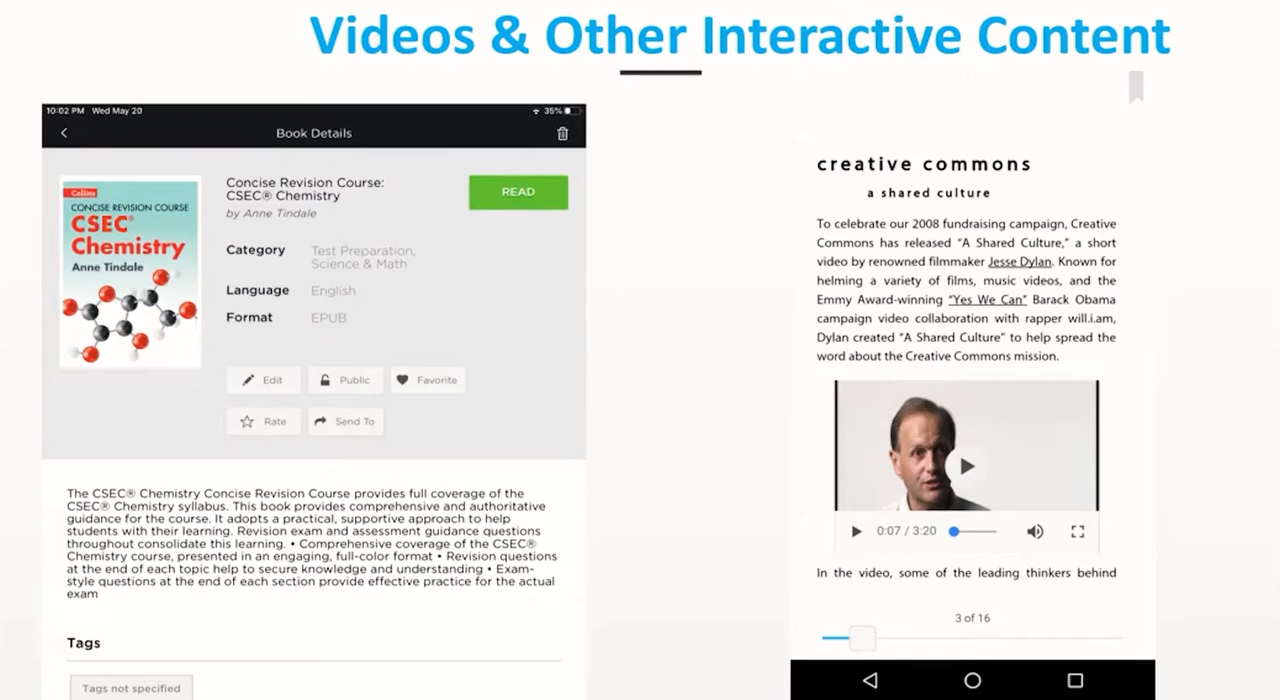 Videos & Other Interactive Content
10:02 PM Wed May 20
35%
Book Details
Collins
CONCISE REVISION COURSE
CSEC®
Chemistry
Anne Tindale
Concise Revision Course:
CSEC® Chemistry
by Anne Tindale
READ
Category
Test Preparation,
Science & Math
Language
English
Format
EPUB
Edit
Public
Favorite
Rate
Send To
The CSEC® Chemistry Concise Revision Course provides full coverage of the
CSEC® Chemistry syllabus. This book provides comprehensive and authoritative
guidance for the course. It adopts a practical, supportive approach to help
students with their learning. Revision exam and assessment guidance questions
throughout consolidate this learning. • Comprehensive coverage of the CSEC®
Chemistry course, presented in an engaging, full-color format • Revision questions
at the end of each topic help to secure knowledge and understanding • Exam-
style questions at the end of each section provide effective practice for the actual
exam
Tags
Tags not specified
creative commons
a shared culture
To celebrate our 2008 fundraising campaign, Creative
Commons has released “A Shared Culture,” a short
video by renowned filmmaker Jesse Dylan. Known for
helming a variety of films, music videos, and the
Emmy Award-winning “Yes We Can” Barack Obama
campaign video collaboration with rapper will.i.am,
Dylan created “A Shared Culture” to help spread the
word about the Creative Commons mission.
0:07 / 3:20
In the video, some of the leading thinkers behind
3 of 16